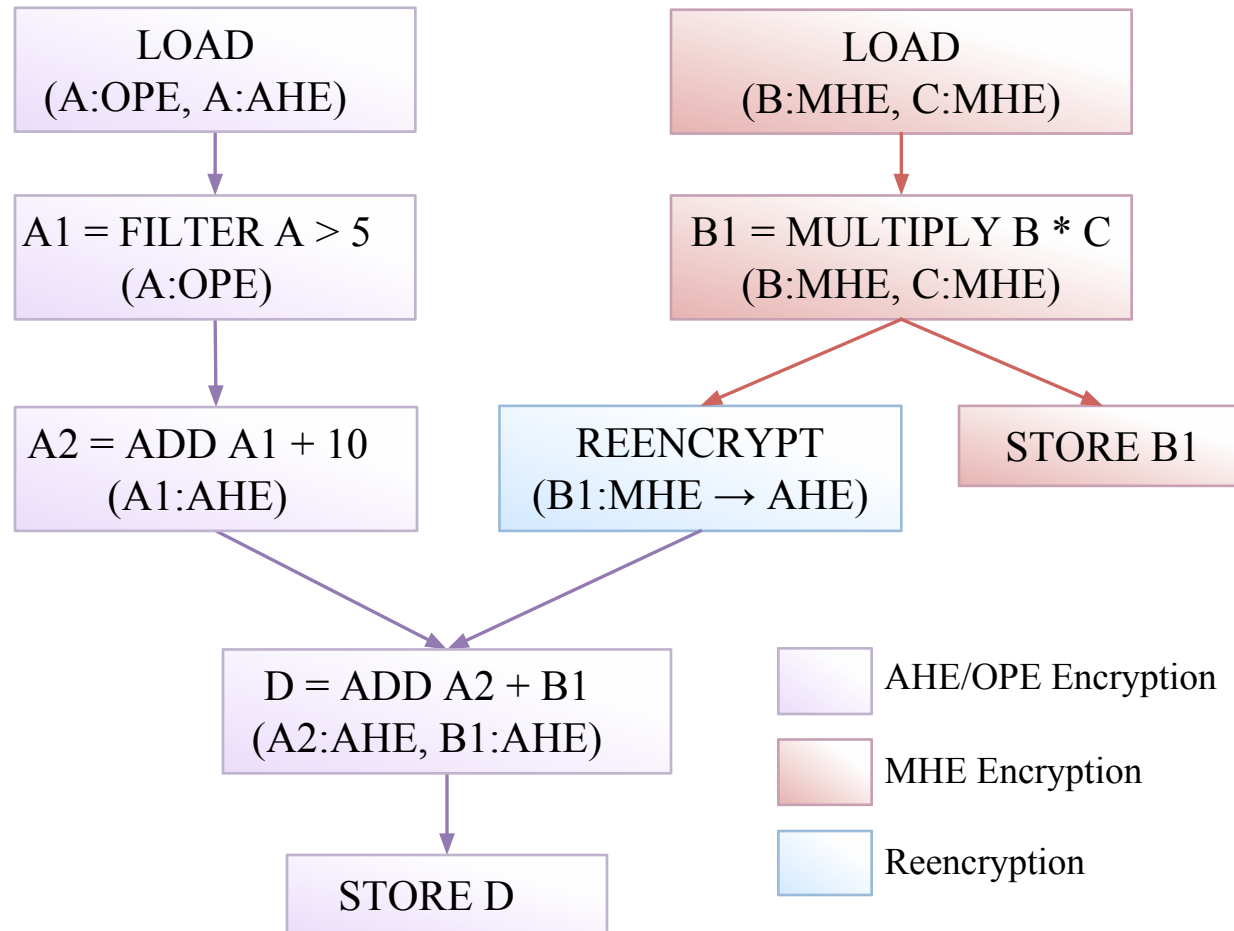 LOAD
(A:OPE, A:AHE)
LOAD
(B:MHE, C:MHE)
A1 = FILTER A > 5
(A:OPE)
B1 = MULTIPLY B * C
(B:MHE, C:MHE)
A2 = ADD A1 + 10
(A1:AHE)
REENCRYPT
(B1:MHE → AHE)
STORE B1
D = ADD A2 + B1
(A2:AHE, B1:AHE)
STORE D
AHE/OPE Encryption
MHE Encryption
Reencryption